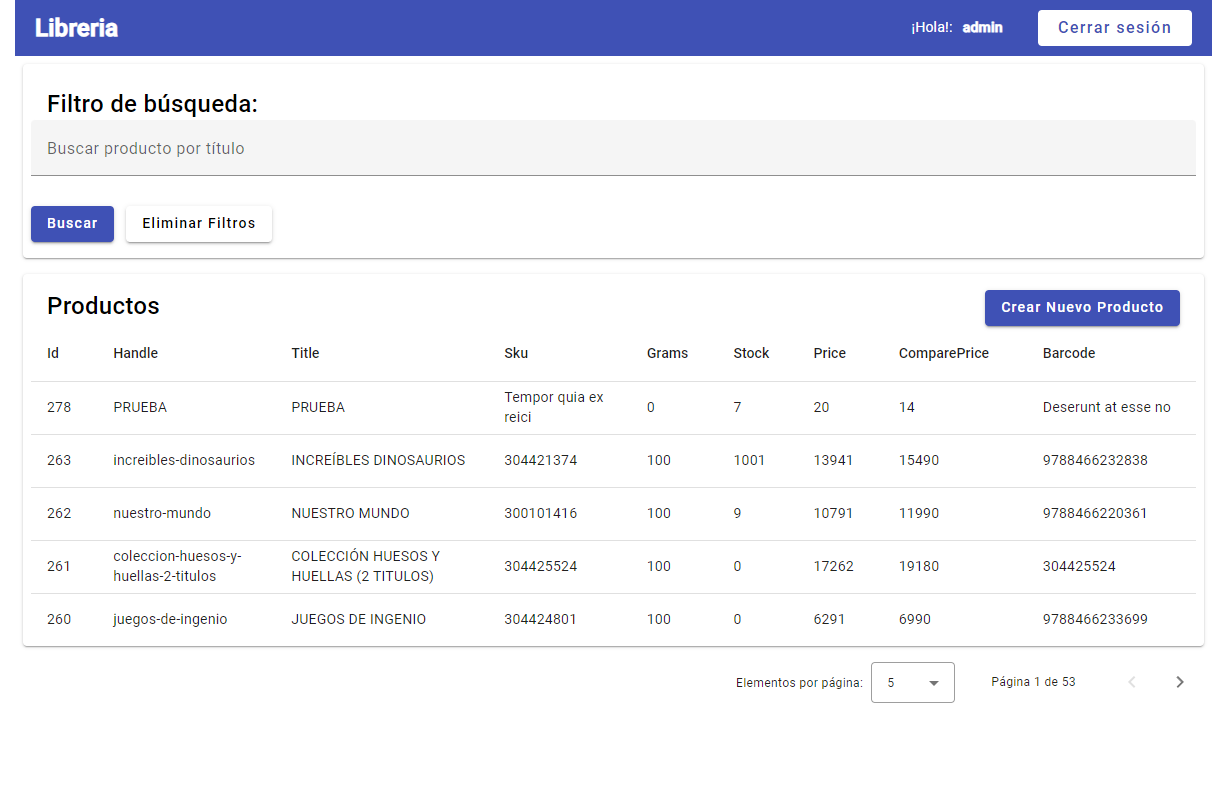 Libreria
¡Hola!: admin
Cerrar sesión
Filtro de búsqueda:
Buscar producto por título
Buscar
Eliminar Filtros
Productos
Crear Nuevo Producto
Id Handle Title Sku Grams Stock Price ComparePrice Barcode
278 PRUEBA PRUEBA Tempor quia ex reici 0 7 20 14 Deserunt at esse no
263 increibles-dinosaurios INCREÍBLES DINOSAURIOS 304421374 100 1001 13941 15490 9788466232838
262 nuestro-mundo NUESTRO MUNDO 300101416 100 9 10791 11990 9788466220361
261 coleccion-huesos-y-huellas-2-titulos COLECCIÓN HUESOS Y HUELLAS (2 TITULOS) 304425524 100 0 17262 19180 304425524
260 juegos-de-ingenio JUEGOS DE INGENIO 304424801 100 0 6291 6990 9788466233699
Elementos por página: 5 Página 1 de 53